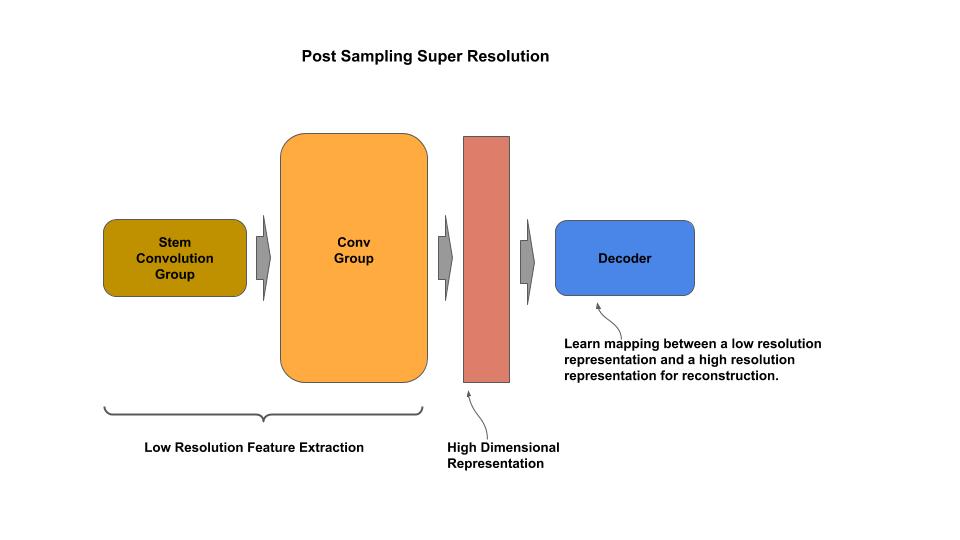 Post Sampling Super Resolution
Stem
Convolution
Group
Conv
Group
Decoder
Learn mapping between a low resolution
representation and a high resolution
representation for reconstruction.
Low Resolution Feature Extraction
High Dimensional
Representation